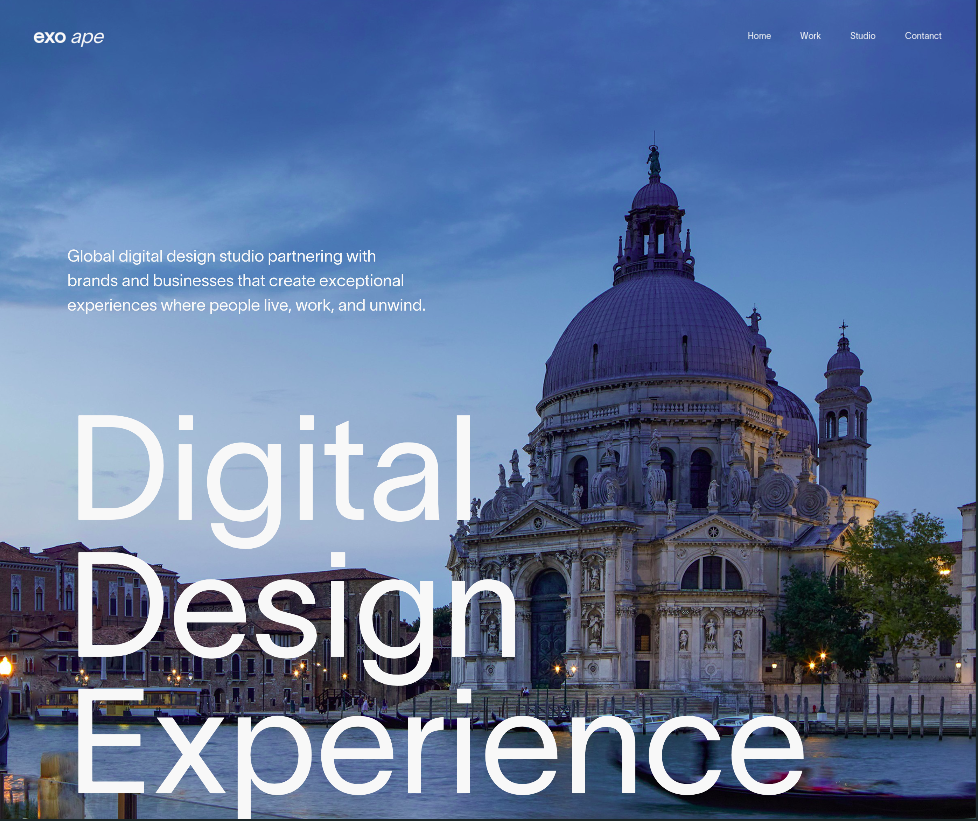 exo ape
Home Work Studio Contanct
Global digital design studio partnering with
brands and businesses that create exceptional
experiences where people live, work, and unwind.
Digital
Design
Experience